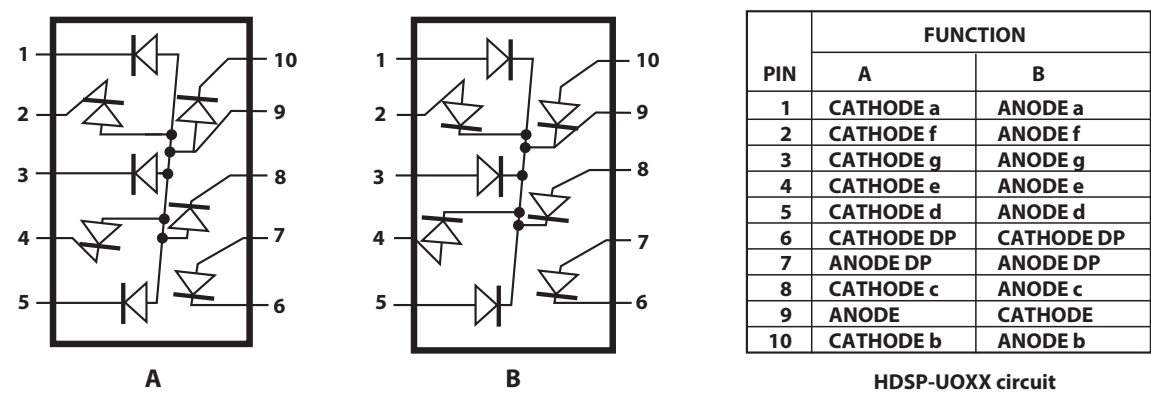 1
2
3
4
5
10
9
8
7
6
A
1
2
3
4
5
10
9
8
7
6
B
FUNCTION
PIN A B
1 CATHODE a ANODE a
2 CATHODE f ANODE f
3 CATHODE g ANODE g
4 CATHODE e ANODE e
5 CATHODE d ANODE d
6 CATHODE DP CATHODE DP
7 ANODE DP ANODE DP
8 CATHODE c ANODE c
9 ANODE CATHODE
10 CATHODE b ANODE b
HDSP-UOXX circuit